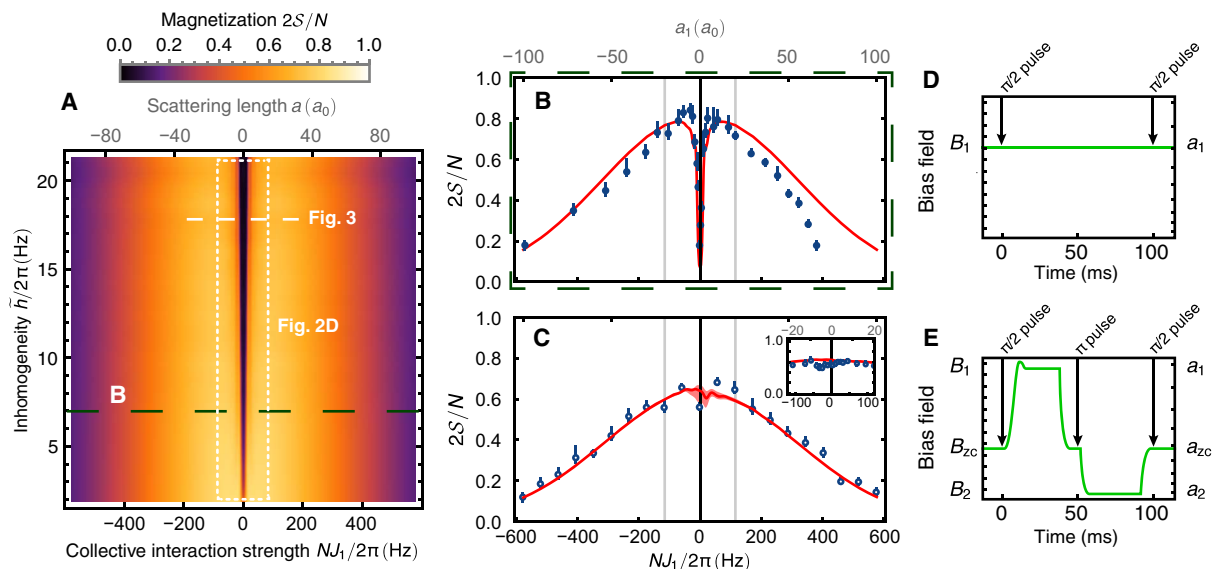 Magnetization 2S/N
0.0 0.2 0.4 0.6 0.8 1.0
A
Scattering length a (a0)
−80 −40 0 40 80
Inhomogeneity h̃/2π (Hz)
20
15
10
5
Fig. 3
Fig. 2D
B
−400 −200 0 200 400
Collective interaction strength NJ1/2π (Hz)
a1 (a0)
−100 −50 0 50 100
B
2S/N
1.0
0.8
0.6
0.4
0.2
0.0
C
2S/N
1.0
0.8
0.6
0.4
0.2
0.0
−20 0 20
1.0
0.0
−100 0 100
−600 −400 −200 0 200 400 600
NJ1/2π (Hz)
D
π/2 pulse
π/2 pulse
Bias field
B1
a1
0 50 100
Time (ms)
E
π/2 pulse
π pulse
π/2 pulse
Bias field
B1
Bzc
B2
a1
azc
a2
0 50 100
Time (ms)